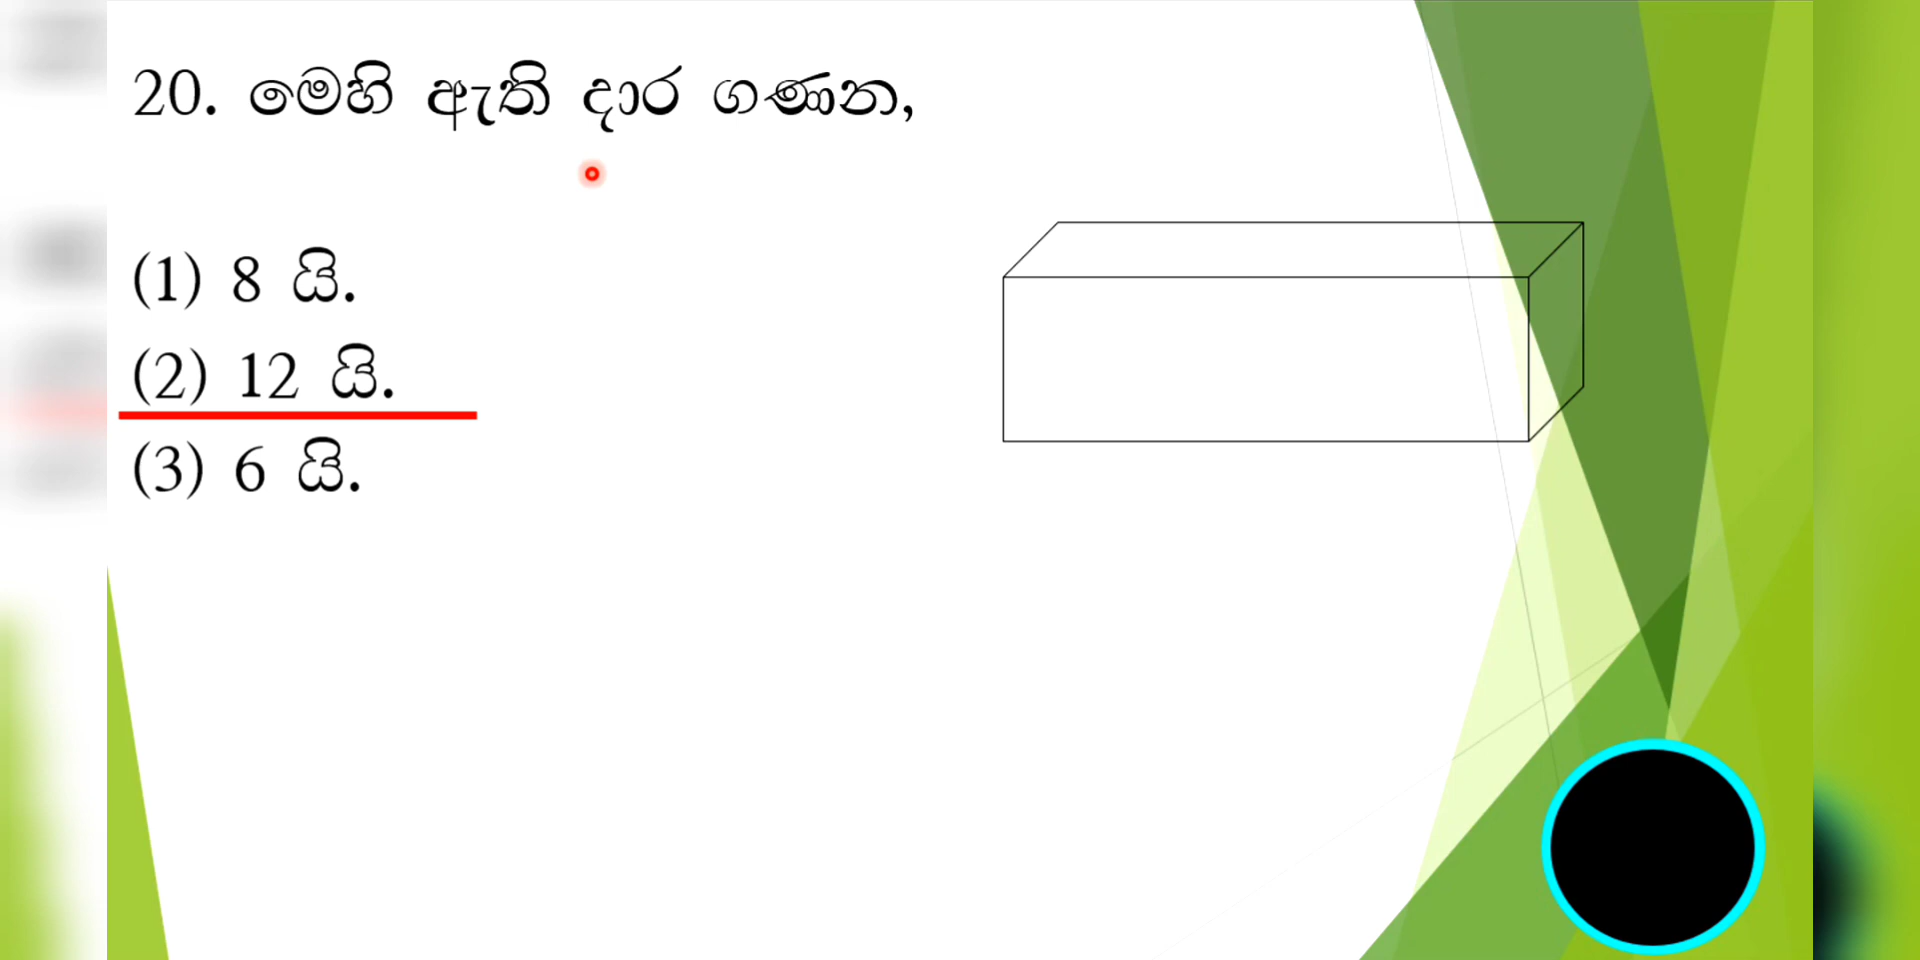 20. මෙහි ඇති දාර ගණන,
(1) 8 යි.
(2) 12 යි.
(3) 6 යි.